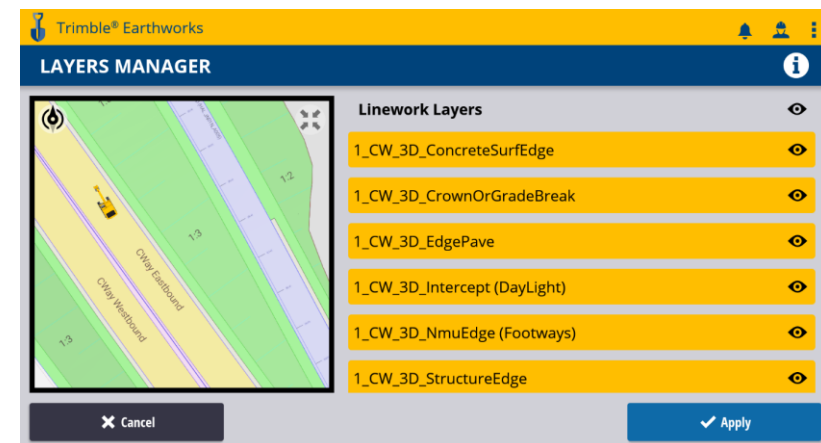 Trimble® Earthworks
LAYERS MANAGER
Linework Layers
1_CW_3D_ConcreteSurfEdge
1_CW_3D_CrownOrGradeBreak
1_CW_3D_EdgePave
1_CW_3D_Intercept (DayLight)
1_CW_3D_NmuEdge (Footways)
1_CW_3D_StructureEdge
1:2
1:3
CWay Eastbound
CWay Westbound
1:3
Cancel
Apply